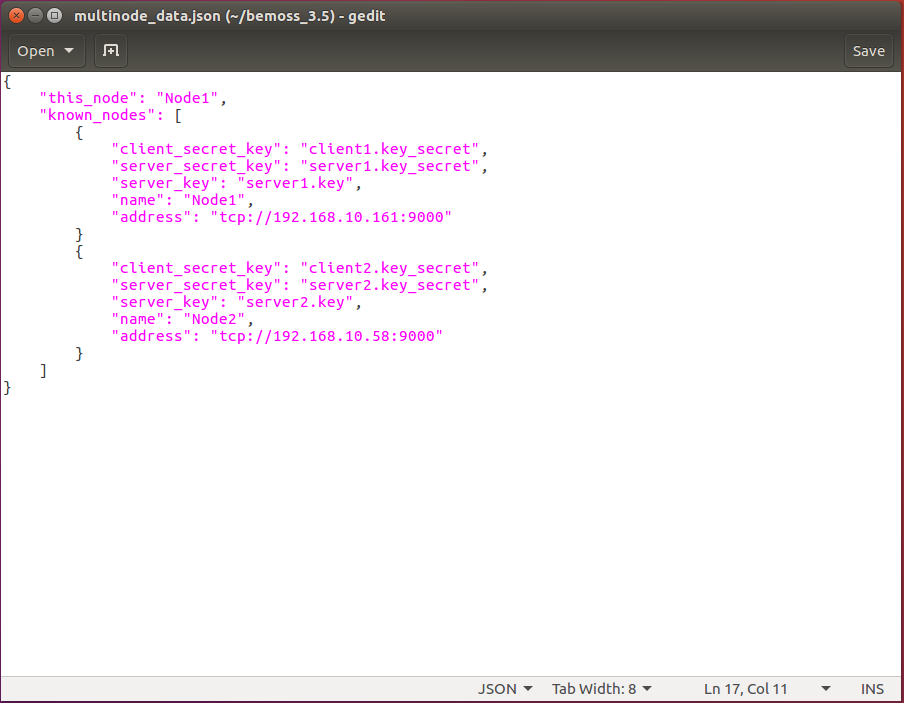 multinode_data.json (~/bemoss_3.5) - gedit
Open Save
{
    "this_node": "Node1",
    "known_nodes": [
        {
            "client_secret_key": "client1.key_secret",
            "server_secret_key": "server1.key_secret",
            "server_key": "server1.key",
            "name": "Node1",
            "address": "tcp://192.168.10.161:9000"
        }
        {
            "client_secret_key": "client2.key_secret",
            "server_secret_key": "server2.key_secret",
            "server_key": "server2.key",
            "name": "Node2",
            "address": "tcp://192.168.10.58:9000"
        }
    ]
}
JSON Tab Width: 8 Ln 17, Col 11 INS